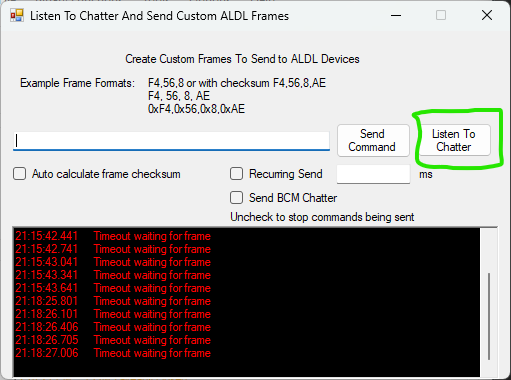 Listen To Chatter And Send Custom ALDL Frames
Create Custom Frames To Send to ALDL Devices
Example Frame Formats: F4,56,8 or with checksum F4,56,8,AE
F4, 56, 8, AE
0xF4,0x56,0x8,0xAE
Send
Command
Listen To
Chatter
Auto calculate frame checksum
Recurring Send
ms
Send BCM Chatter
Uncheck to stop commands being sent
21:15:42.441 Timeout waiting for frame
21:15:42.741 Timeout waiting for frame
21:15:43.041 Timeout waiting for frame
21:15:43.341 Timeout waiting for frame
21:15:43.641 Timeout waiting for frame
21:18:25.801 Timeout waiting for frame
21:18:26.101 Timeout waiting for frame
21:18:26.406 Timeout waiting for frame
21:18:26.705 Timeout waiting for frame
21:18:27.006 Timeout waiting for frame